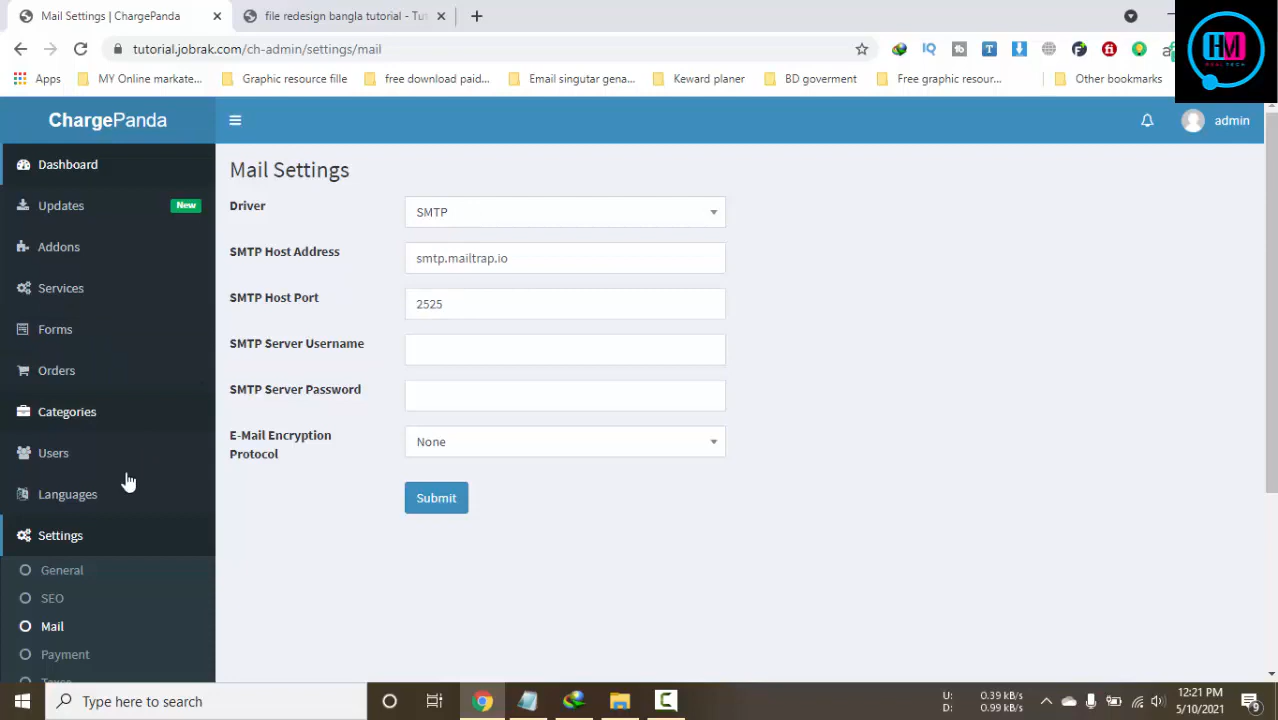 Mail Settings | ChargePanda
file redesign bangla tutorial - Tut
tutorial.jobrak.com/ch-admin/settings/mail
Apps
MY Online markate...
Graphic resource fille
free download paid...
Email singutar gena...
Keward planer
BD goverment
Free graphic resour...
Other bookmarks
HM
ChargePanda
admin
Dashboard
Updates
New
Addons
Services
Forms
Orders
Categories
Users
Languages
Settings
General
SEO
Mail
Payment
Mail Settings
Driver
SMTP
SMTP Host Address
smtp.mailtrap.io
SMTP Host Port
2525
SMTP Server Username
SMTP Server Password
E-Mail Encryption
Protocol
None
Submit
Type here to search
U: 0.39 kB/s
D: 0.99 kB/s
12:21 PM
5/10/2021
9